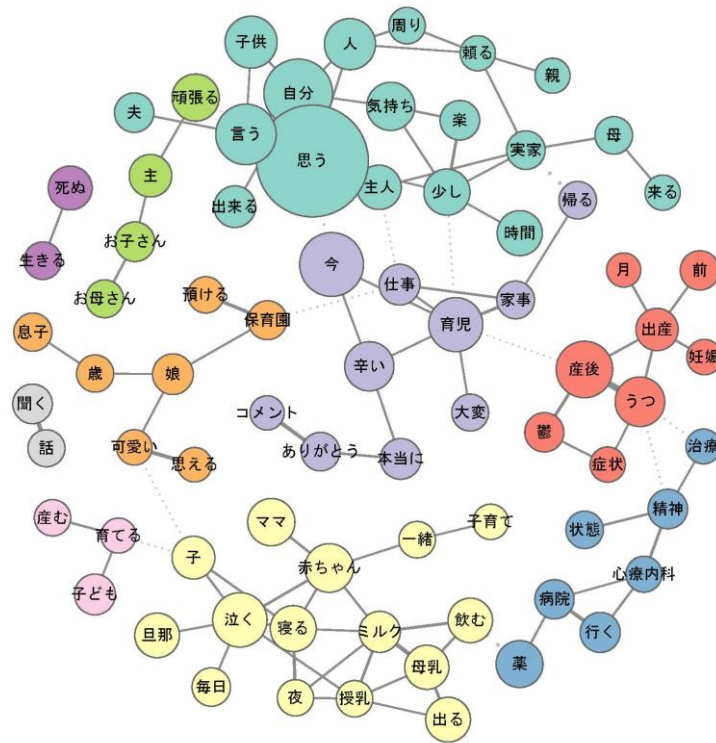 子供
人
周り
頼る
親
頑張る
自分
気持ち
楽
夫
言う
思う
実家
母
主
主人
少し
帰る
来る
死ぬ
出来る
時間
お子さん
生きる
お母さん
今
仕事
家事
月
前
預ける
保育園
育児
出産
息子
妊娠
歳
娘
辛い
産後
うつ
聞く
コメント
大変
鬱
話
可愛い
思える
ありがとう
本当に
症状
治療
産む
育てる
ママ
子育て
精神
状態
子
赤ちゃん
一緒
子ども
心療内科
病院
旦那
泣く
寝る
ミルク
飲む
行く
母乳
薬
毎日
夜
授乳
出る